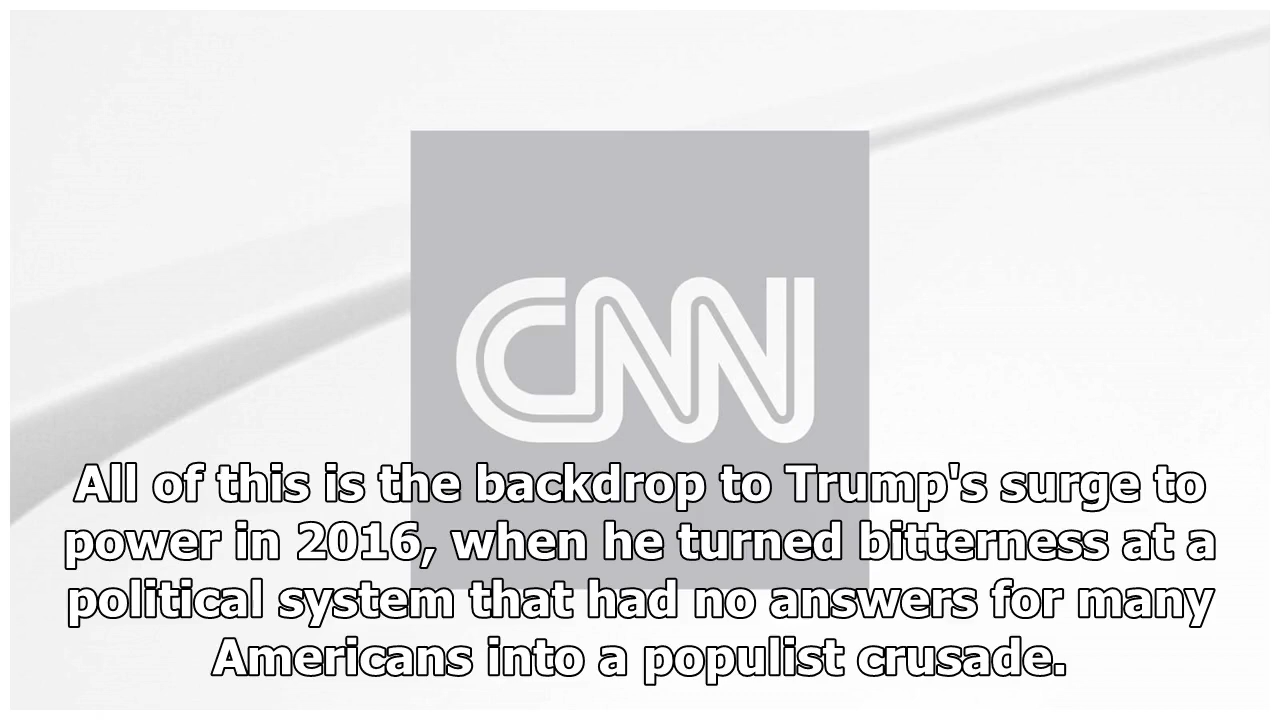 CNN
All of this is the backdrop to Trump's surge to
power in 2016, when he turned bitterness at a
political system that had no answers for many
Americans into a populist crusade.